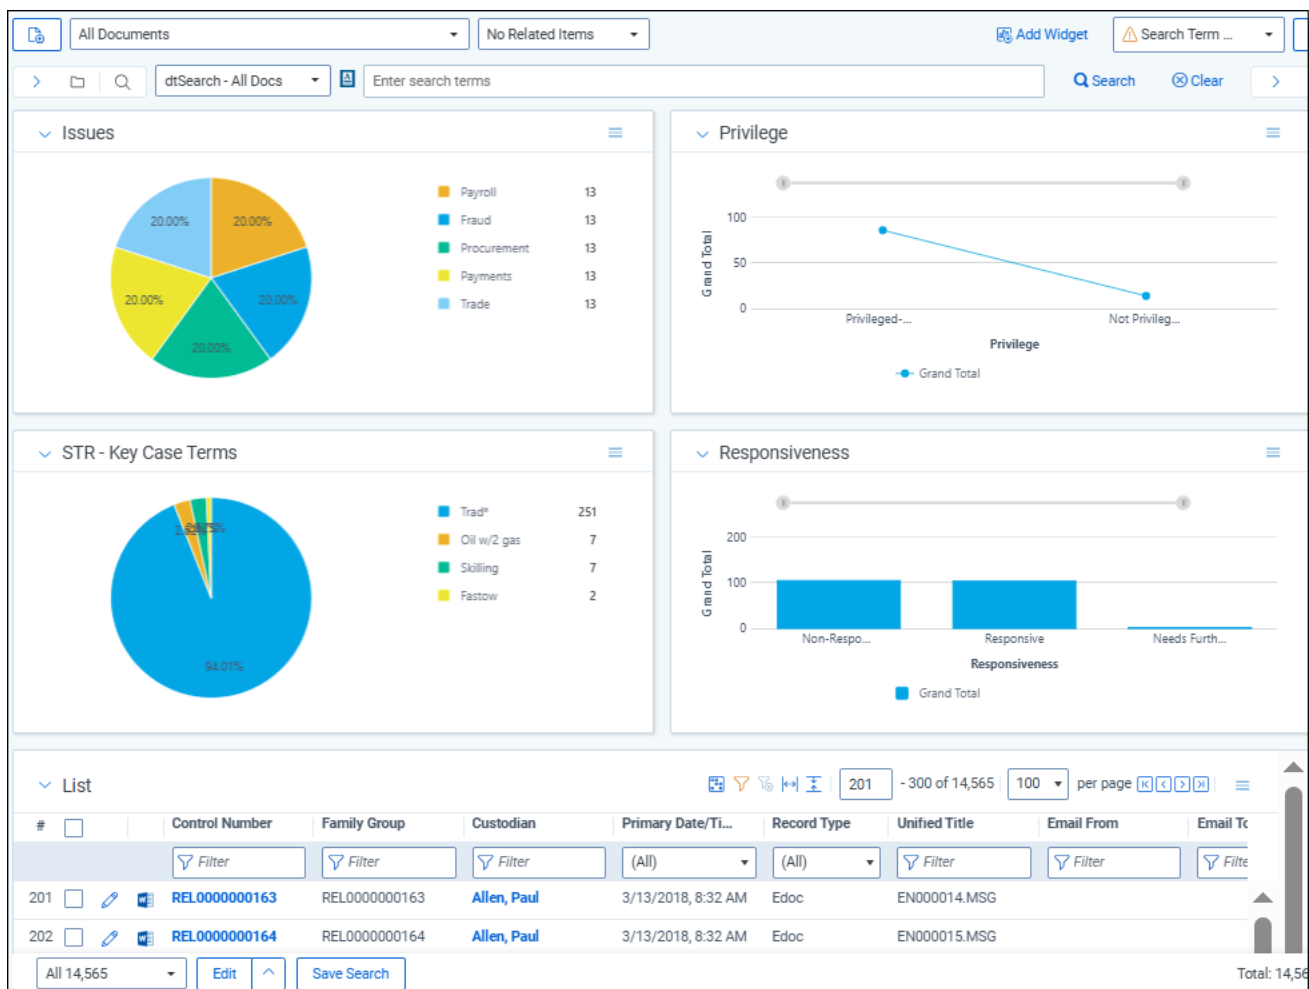 All Documents
No Related Items
Add Widget
Search Term ...
dtSearch - All Docs
Enter search terms
Search
Clear
Issues
20.00%
20.00%
20.00%
20.00%
20.00%
Payroll 13
Fraud 13
Procurement 13
Payments 13
Trade 13
Privilege
100
50
0
Grand Total
Privileged-...
Not Privileg...
Privilege
Grand Total
STR - Key Case Terms
94.01%
Trad* 251
Oil w/2 gas 7
Skilling 7
Fastow 2
Responsiveness
200
100
0
Grand Total
Non-Respo...
Responsive
Needs Furth...
Responsiveness
Grand Total
List
201 - 300 of 14,565 100 per page
# Control Number Family Group Custodian Primary Date/Ti... Record Type Unified Title Email From Email Tc
Filter Filter Filter (All) (All) Filter Filter Filte
201 REL0000000163 REL0000000163 Allen, Paul 3/13/2018, 8:32 AM Edoc EN000014.MSG
202 REL0000000164 REL0000000164 Allen, Paul 3/13/2018, 8:32 AM Edoc EN000015.MSG
All 14,565 Edit Save Search Total: 14,56